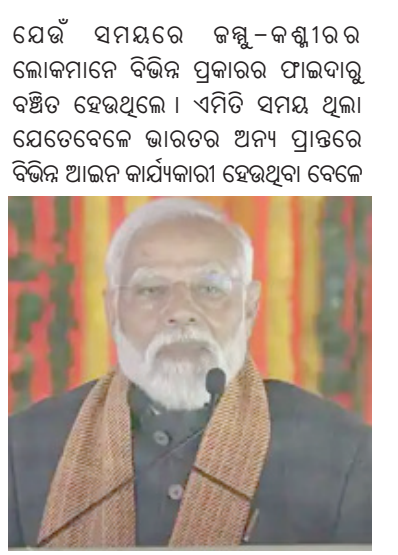 ଯେଉଁ ସମୟରେ ଜମ୍ମୁ-କଶ୍ମୀରର
ଲୋକମାନେ ବିଭିନ୍ନ ପ୍ରକାରର ଫାଇଦାରୁ
ବଞ୍ଚିତ ହେଉଥିଲେ । ଏମିତି ସମୟ ଥିଲା
ଯେତେବେଳେ ଭାରତର ଅନ୍ୟ ପ୍ରାନ୍ତରେ
ବିଭିନ୍ନ ଆଇନ କାର୍ଯ୍ୟକାରୀ ହେଉଥିବା ବେଳେ